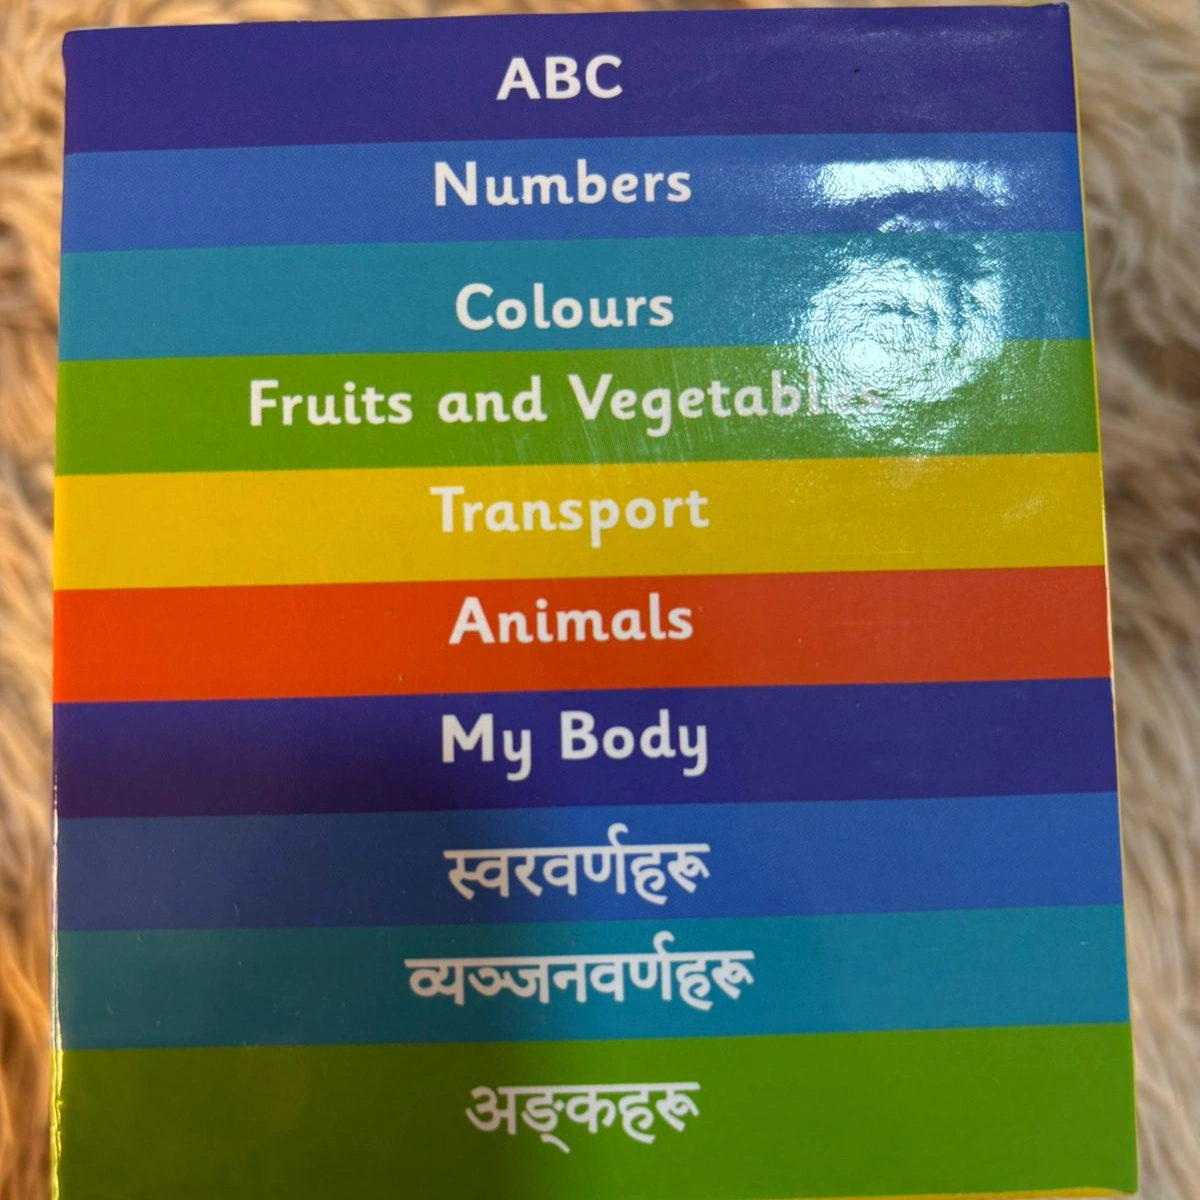 ABC
Numbers
Colours
Fruits and Vegetables
Transport
Animals
My Body
स्वरवर्णहरू
व्यञ्जनवर्णहरू
अङ्कहरू